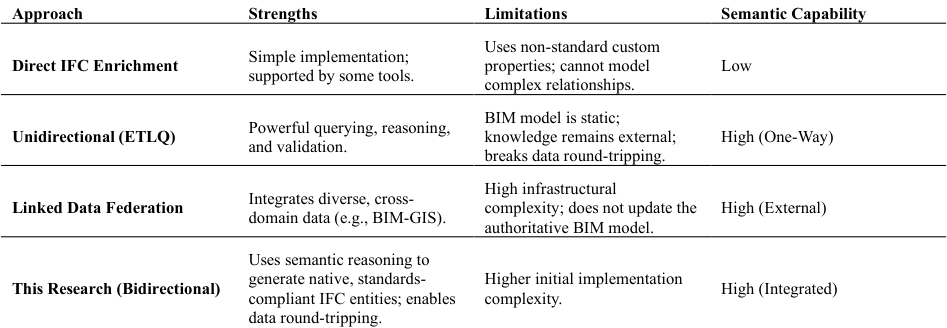 Approach Strengths Limitations Semantic Capability
Direct IFC Enrichment
Simple implementation;
supported by some tools.
Uses non-standard custom
properties; cannot model
complex relationships.
Low
Unidirectional (ETLQ)
Powerful querying, reasoning,
and validation.
BIM model is static;
knowledge remains external;
breaks data round-tripping.
High (One-Way)
Linked Data Federation
Integrates diverse, cross-
domain data (e.g., BIM-GIS).
High infrastructural
complexity; does not update the
authoritative BIM model.
High (External)
This Research (Bidirectional)
Uses semantic reasoning to
generate native, standards-
compliant IFC entities; enables
data round-tripping.
Higher initial implementation
complexity.
High (Integrated)